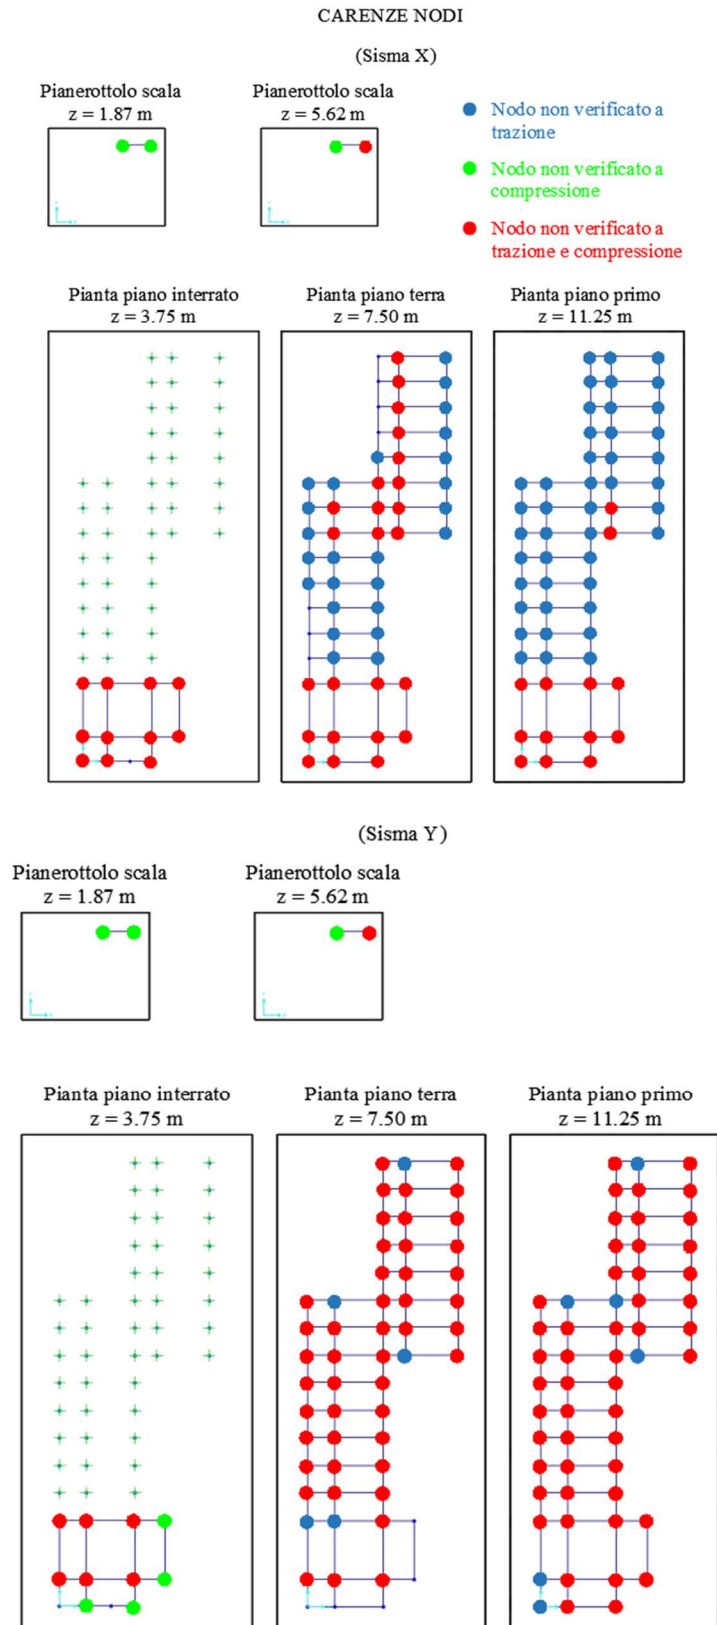 CARENZE NODI
(Sisma X)
Pianerottolo scala
z = 1.87 m
Pianerottolo scala
z = 5.62 m
Nodo non verificato a
trazione
Nodo non verificato a
compressione
Nodo non verificato a
trazione e compressione
Pianta piano interrato
z = 3.75 m
Pianta piano terra
z = 7.50 m
Pianta piano primo
z = 11.25 m
(Sisma Y)
Pianerottolo scala
z = 1.87 m
Pianerottolo scala
z = 5.62 m
Pianta piano interrato
z = 3.75 m
Pianta piano terra
z = 7.50 m
Pianta piano primo
z = 11.25 m